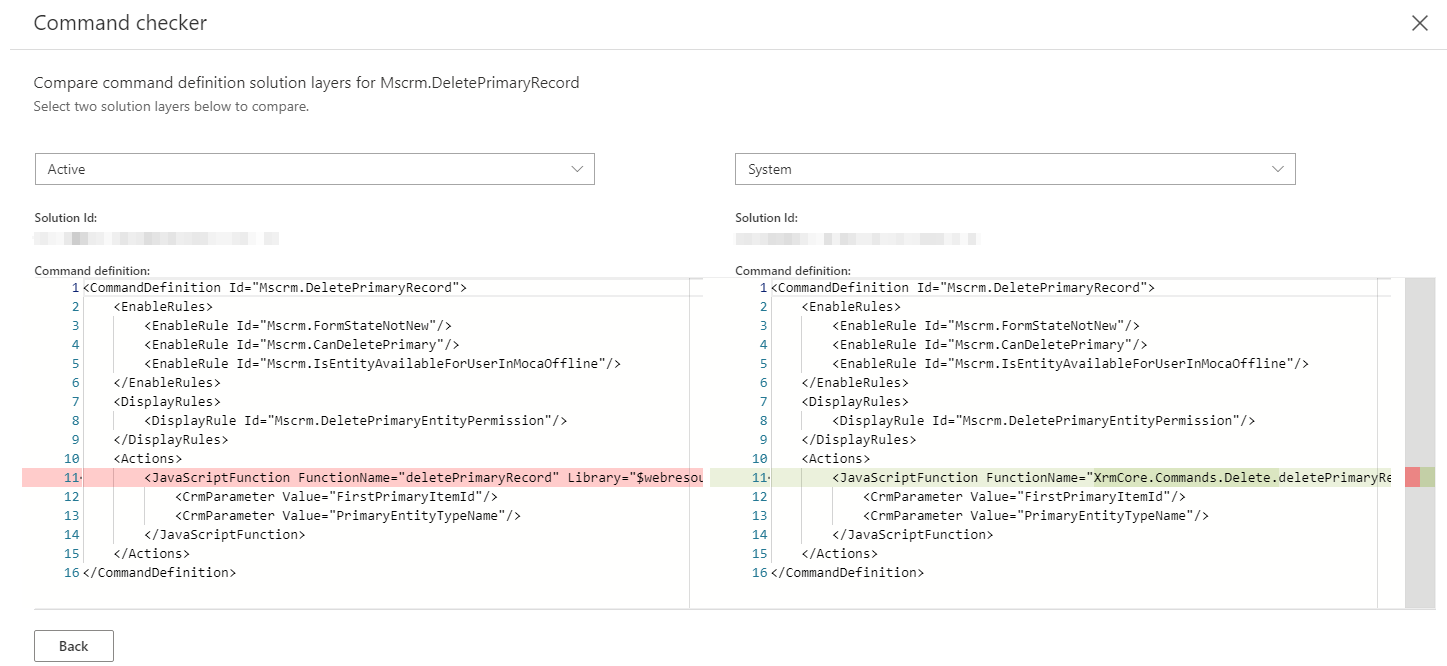 Command checker
Compare command definition solution layers for Mscrm.DeletePrimaryRecord
Select two solution layers below to compare.
Active
System
Solution Id:
Solution Id:
Command definition:
Command definition:
1 <CommandDefinition Id="Mscrm.DeletePrimaryRecord">
2 <EnableRules>
3 <EnableRule Id="Mscrm.FormStateNotNew"/>
4 <EnableRule Id="Mscrm.CanDeletePrimary"/>
5 <EnableRule Id="Mscrm.IsEntityAvailableForUserInMocaOffline"/>
6 </EnableRules>
7 <DisplayRules>
8 <DisplayRule Id="Mscrm.DeletePrimaryEntityPermission"/>
9 </DisplayRules>
10 <Actions>
11 <JavaScriptFunction FunctionName="deletePrimaryRecord" Library="$webresou
12 <CrmParameter Value="FirstPrimaryItemId"/>
13 <CrmParameter Value="PrimaryEntityTypeName"/>
14 </JavaScriptFunction>
15 </Actions>
16 </CommandDefinition>
1 <CommandDefinition Id="Mscrm.DeletePrimaryRecord">
2 <EnableRules>
3 <EnableRule Id="Mscrm.FormStateNotNew"/>
4 <EnableRule Id="Mscrm.CanDeletePrimary"/>
5 <EnableRule Id="Mscrm.IsEntityAvailableForUserInMocaOffline"/>
6 </EnableRules>
7 <DisplayRules>
8 <DisplayRule Id="Mscrm.DeletePrimaryEntityPermission"/>
9 </DisplayRules>
10 <Actions>
11 <JavaScriptFunction FunctionName="XrmCore.Commands.Delete.deletePrimaryRe
12 <CrmParameter Value="FirstPrimaryItemId"/>
13 <CrmParameter Value="PrimaryEntityTypeName"/>
14 </JavaScriptFunction>
15 </Actions>
16 </CommandDefinition>
Back